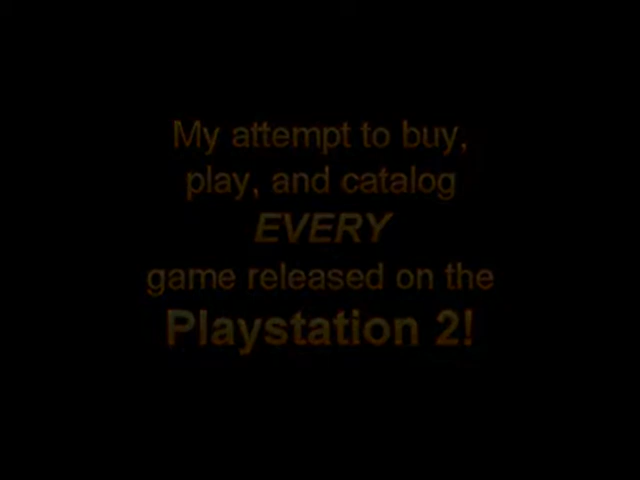 My attempt to buy,
play, and catalog
EVERY
game released on the
Playstation 2!